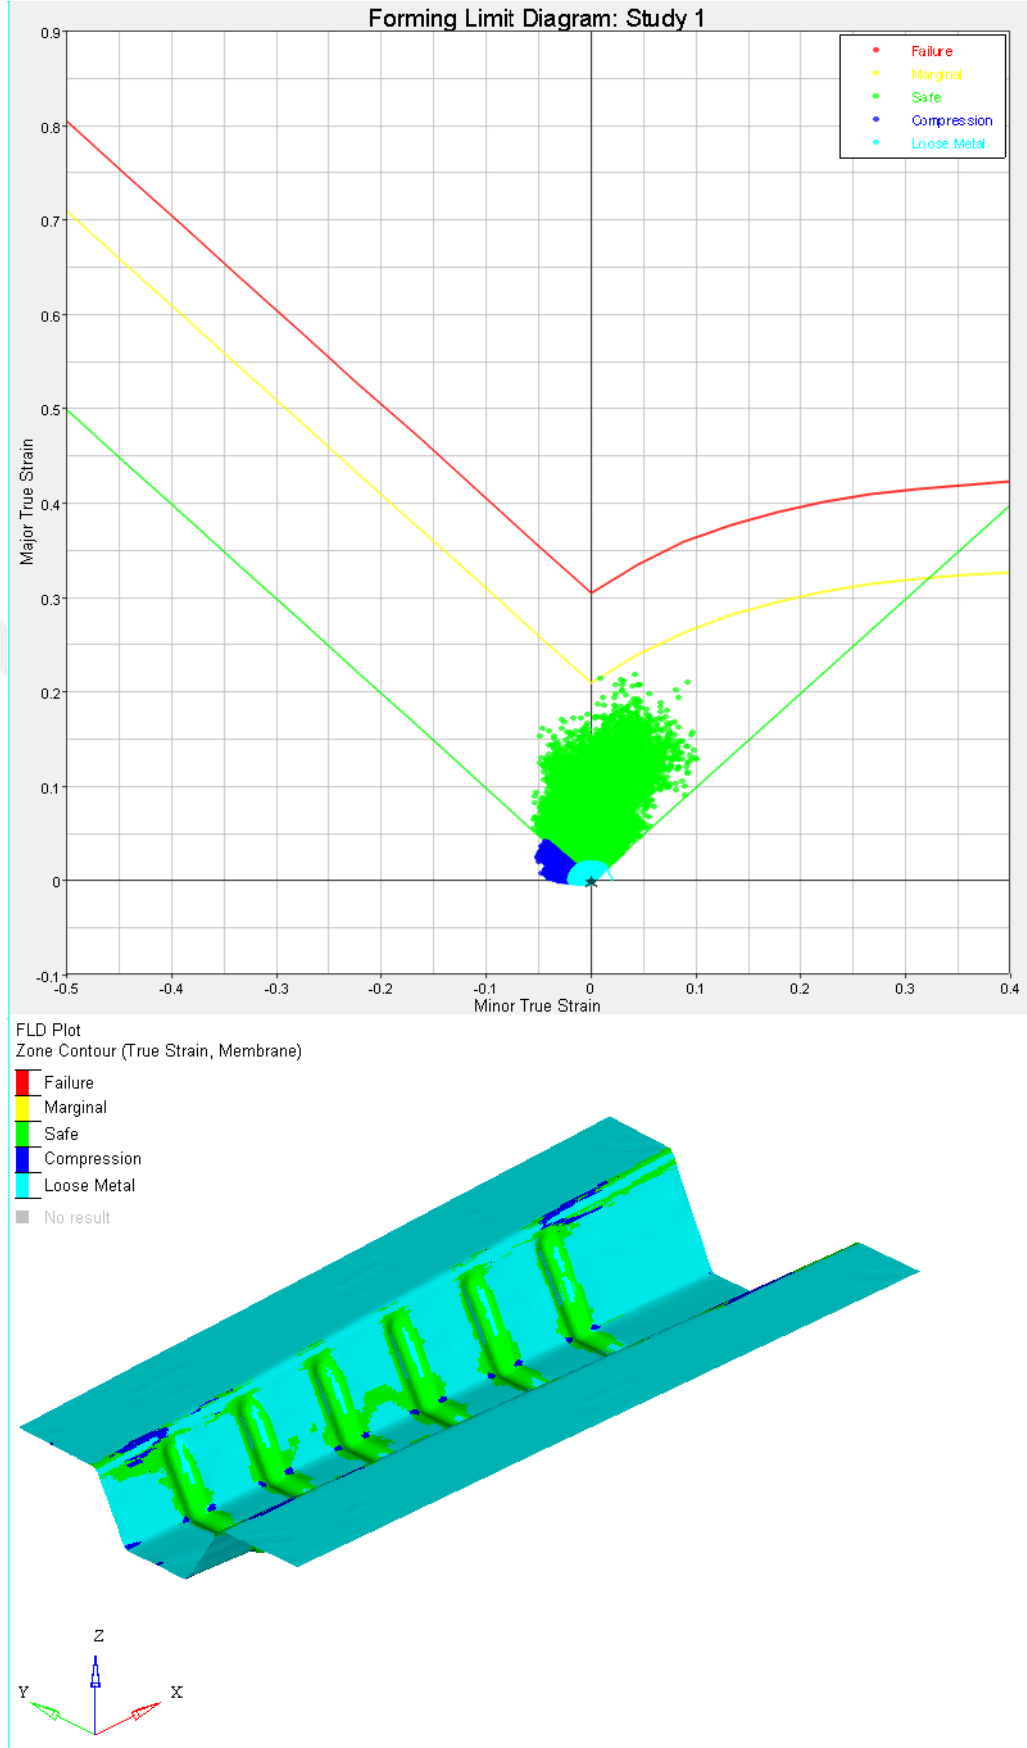 Forming Limit Diagram: Study 1
Failure
Marginal
Safe
Compression
Loose Metal
0.9
0.8
0.7
0.6
0.5
0.4
0.3
0.2
0.1
0
-0.1
Major True Strain
-0.5 -0.4 -0.3 -0.2 -0.1 0 0.1 0.2 0.3 0.4
Minor True Strain
FLD Plot
Zone Contour (True Strain, Membrane)
Failure
Marginal
Safe
Compression
Loose Metal
No result
Z
Y
X